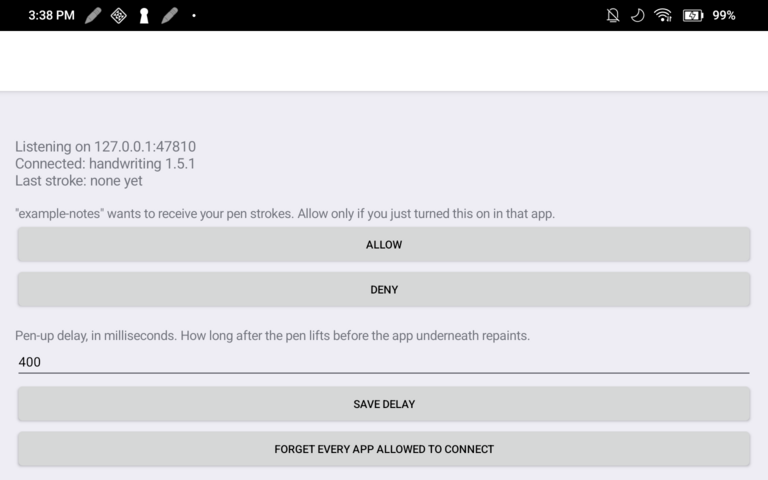 3:38 PM
99%
Listening on 127.0.0.1:47810
Connected: handwriting 1.5.1
Last stroke: none yet
"example-notes" wants to receive your pen strokes. Allow only if you just turned this on in that app.
ALLOW
DENY
Pen-up delay, in milliseconds. How long after the pen lifts before the app underneath repaints.
400
SAVE DELAY
FORGET EVERY APP ALLOWED TO CONNECT